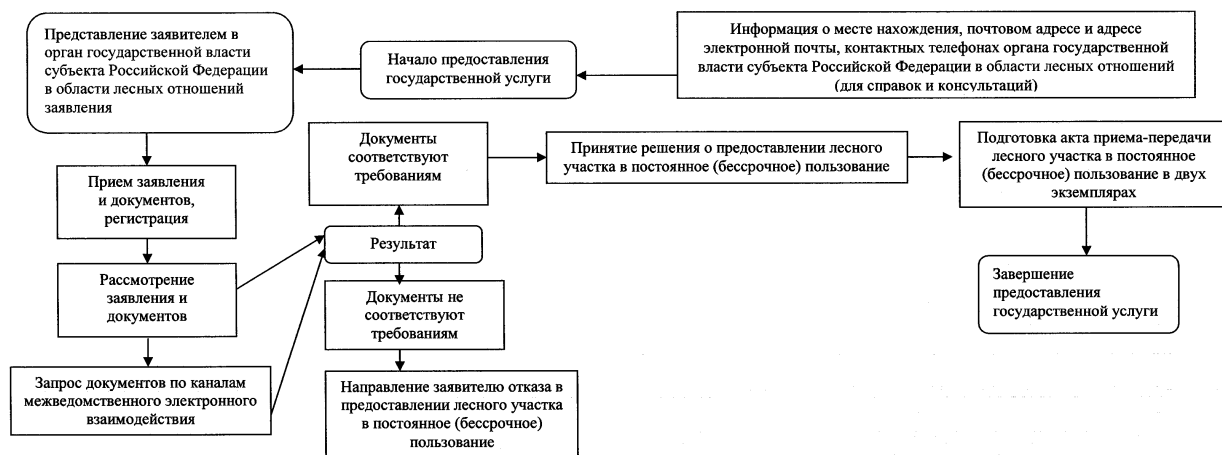 Информация о месте нахождения, почтовом адресе и адресе
электронной почты, контактных телефонах органа государственной
власти субъекта Российской Федерации в области лесных отношений
(для справок и консультаций)
Начало предоставления
государственной услуги
Представление заявителем в
орган государственной власти
субъекта Российской Федерации
в области лесных отношений
заявления
Прием заявления
и документов,
регистрация
Рассмотрение
заявления и
документов
Запрос документов по каналам
межведомственного электронного
взаимодействия
Результат
Документы
соответствуют
требованиям
Принятие решения о предоставлении лесного
участка в постоянное (бессрочное) пользование
Подготовка акта приема-передачи
лесного участка в постоянное
(бессрочное) пользование в двух
экземплярах
Завершение
предоставления
государственной услуги
Документы не
соответствуют
требованиям
Направление заявителю отказа в
предоставлении лесного участка
в постоянное (бессрочное)
пользование